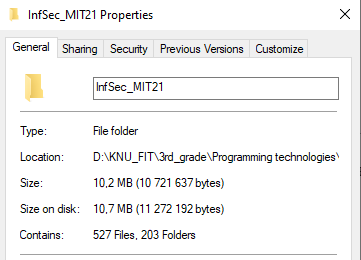 InfSec_MIT21 Properties
General Sharing Security Previous Versions Customize
InfSec_MIT21
Type: File folder
Location: D:\KNU_FIT\3rd_grade\Programming technologies\
Size: 10,2 MB (10 721 637 bytes)
Size on disk: 10,7 MB (11 272 192 bytes)
Contains: 527 Files, 203 Folders